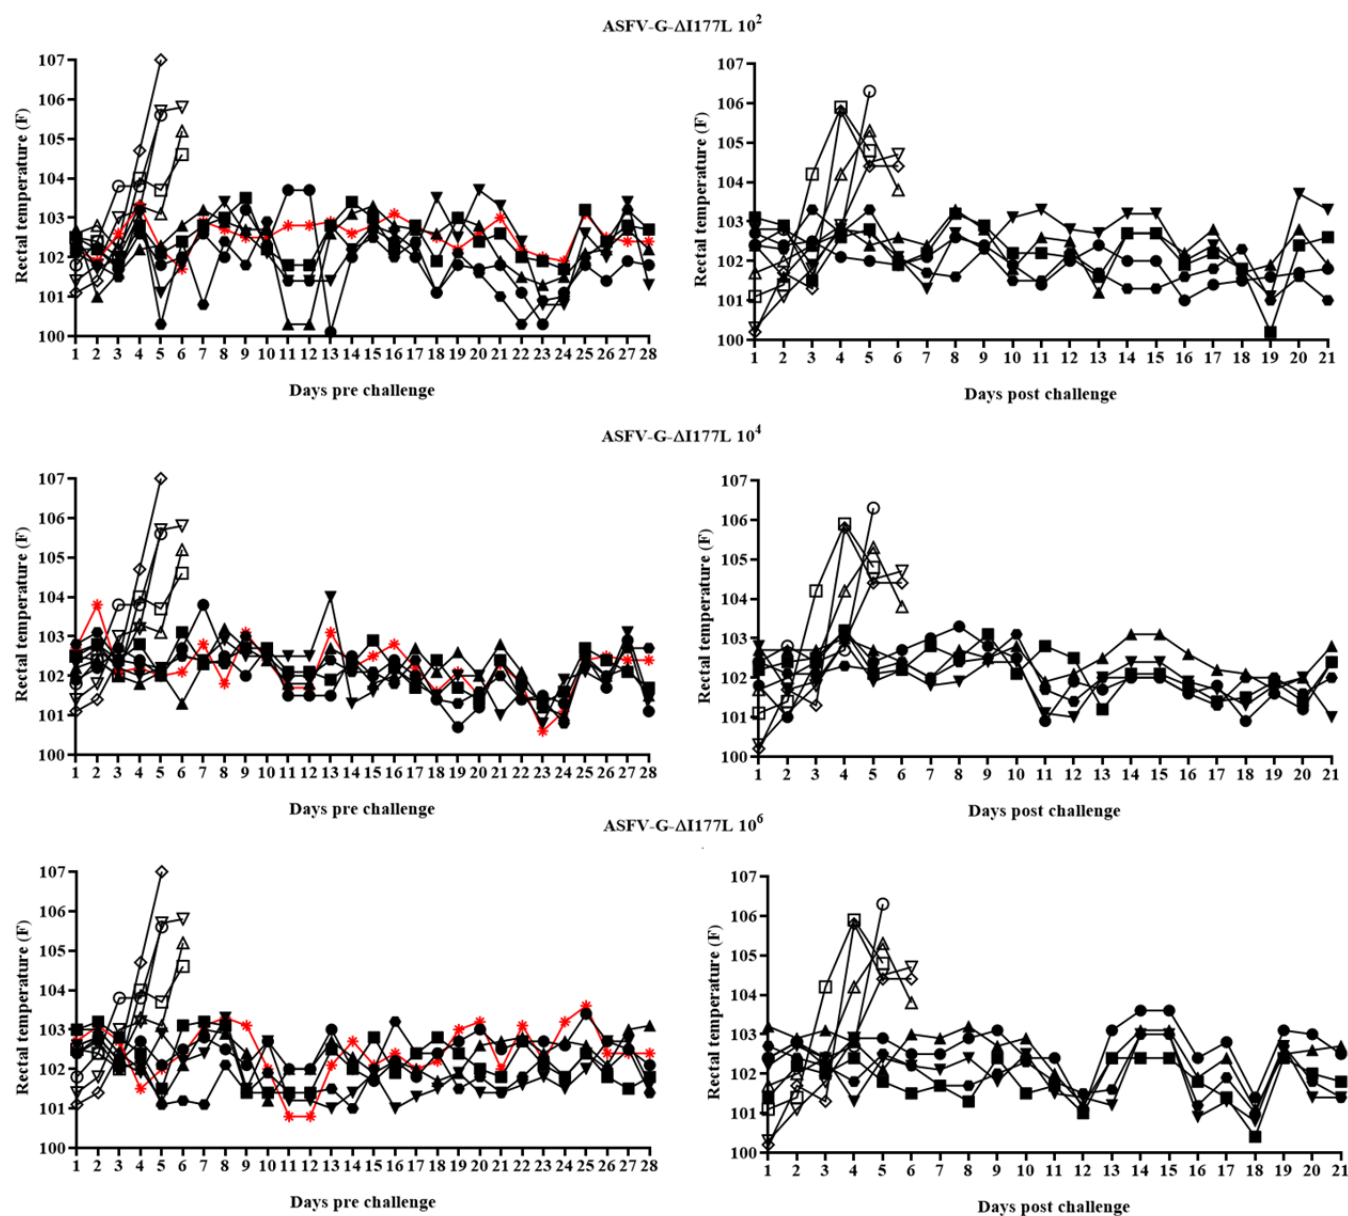 ASFV-G-ΔI177L 10²
107
106
105
104
103
102
101
100
Rectal temperature (F)
1 2 3 4 5 6 7 8 9 10 11 12 13 14 15 16 17 18 19 20 21 22 23 24 25 26 27 28
Days pre challenge
107
106
105
104
103
102
101
100
Rectal temperature (F)
1 2 3 4 5 6 7 8 9 10 11 12 13 14 15 16 17 18 19 20 21
Days post challenge
ASFV-G-ΔI177L 10⁴
107
106
105
104
103
102
101
100
Rectal temperature (F)
1 2 3 4 5 6 7 8 9 10 11 12 13 14 15 16 17 18 19 20 21 22 23 24 25 26 27 28
Days pre challenge
107
106
105
104
103
102
101
100
Rectal temperature (F)
1 2 3 4 5 6 7 8 9 10 11 12 13 14 15 16 17 18 19 20 21
Days post challenge
ASFV-G-ΔI177L 10⁶
107
106
105
104
103
102
101
100
Rectal temperature (F)
1 2 3 4 5 6 7 8 9 10 11 12 13 14 15 16 17 18 19 20 21 22 23 24 25 26 27 28
Days pre challenge
107
106
105
104
103
102
101
100
Rectal temperature (F)
1 2 3 4 5 6 7 8 9 10 11 12 13 14 15 16 17 18 19 20 21
Days post challenge